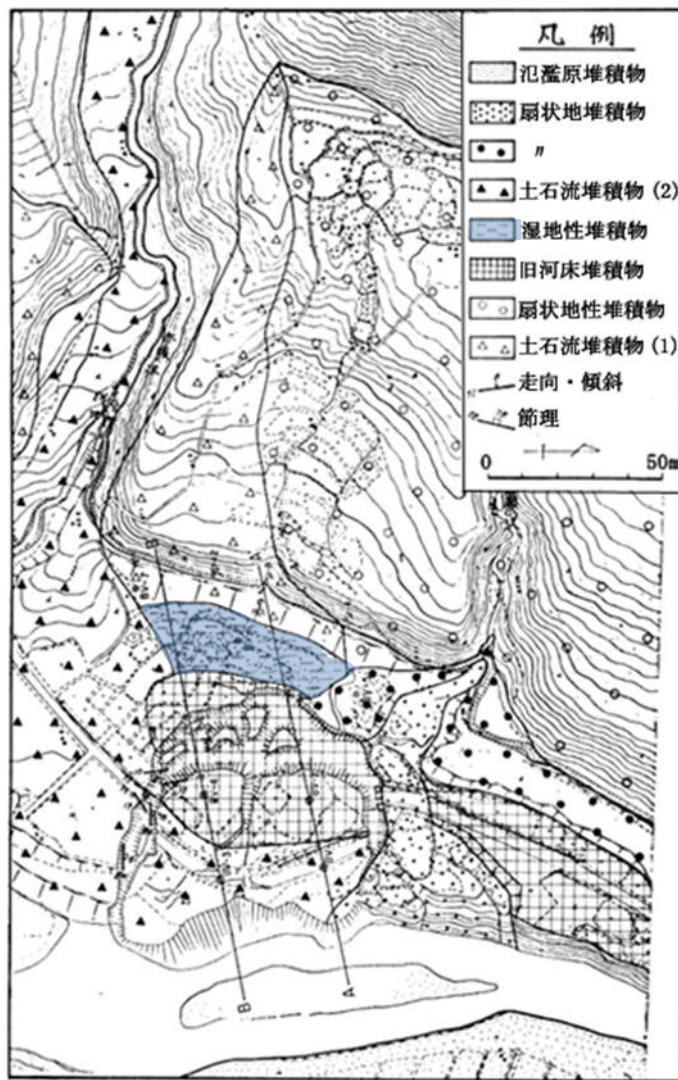 凡例
氾濫原堆積物
扇状地堆積物
〃
土石流堆積物 (2)
湿地性堆積物
旧河床堆積物
扇状地性堆積物
土石流堆積物 (1)
走向・傾斜
節理
0 50m
B
A